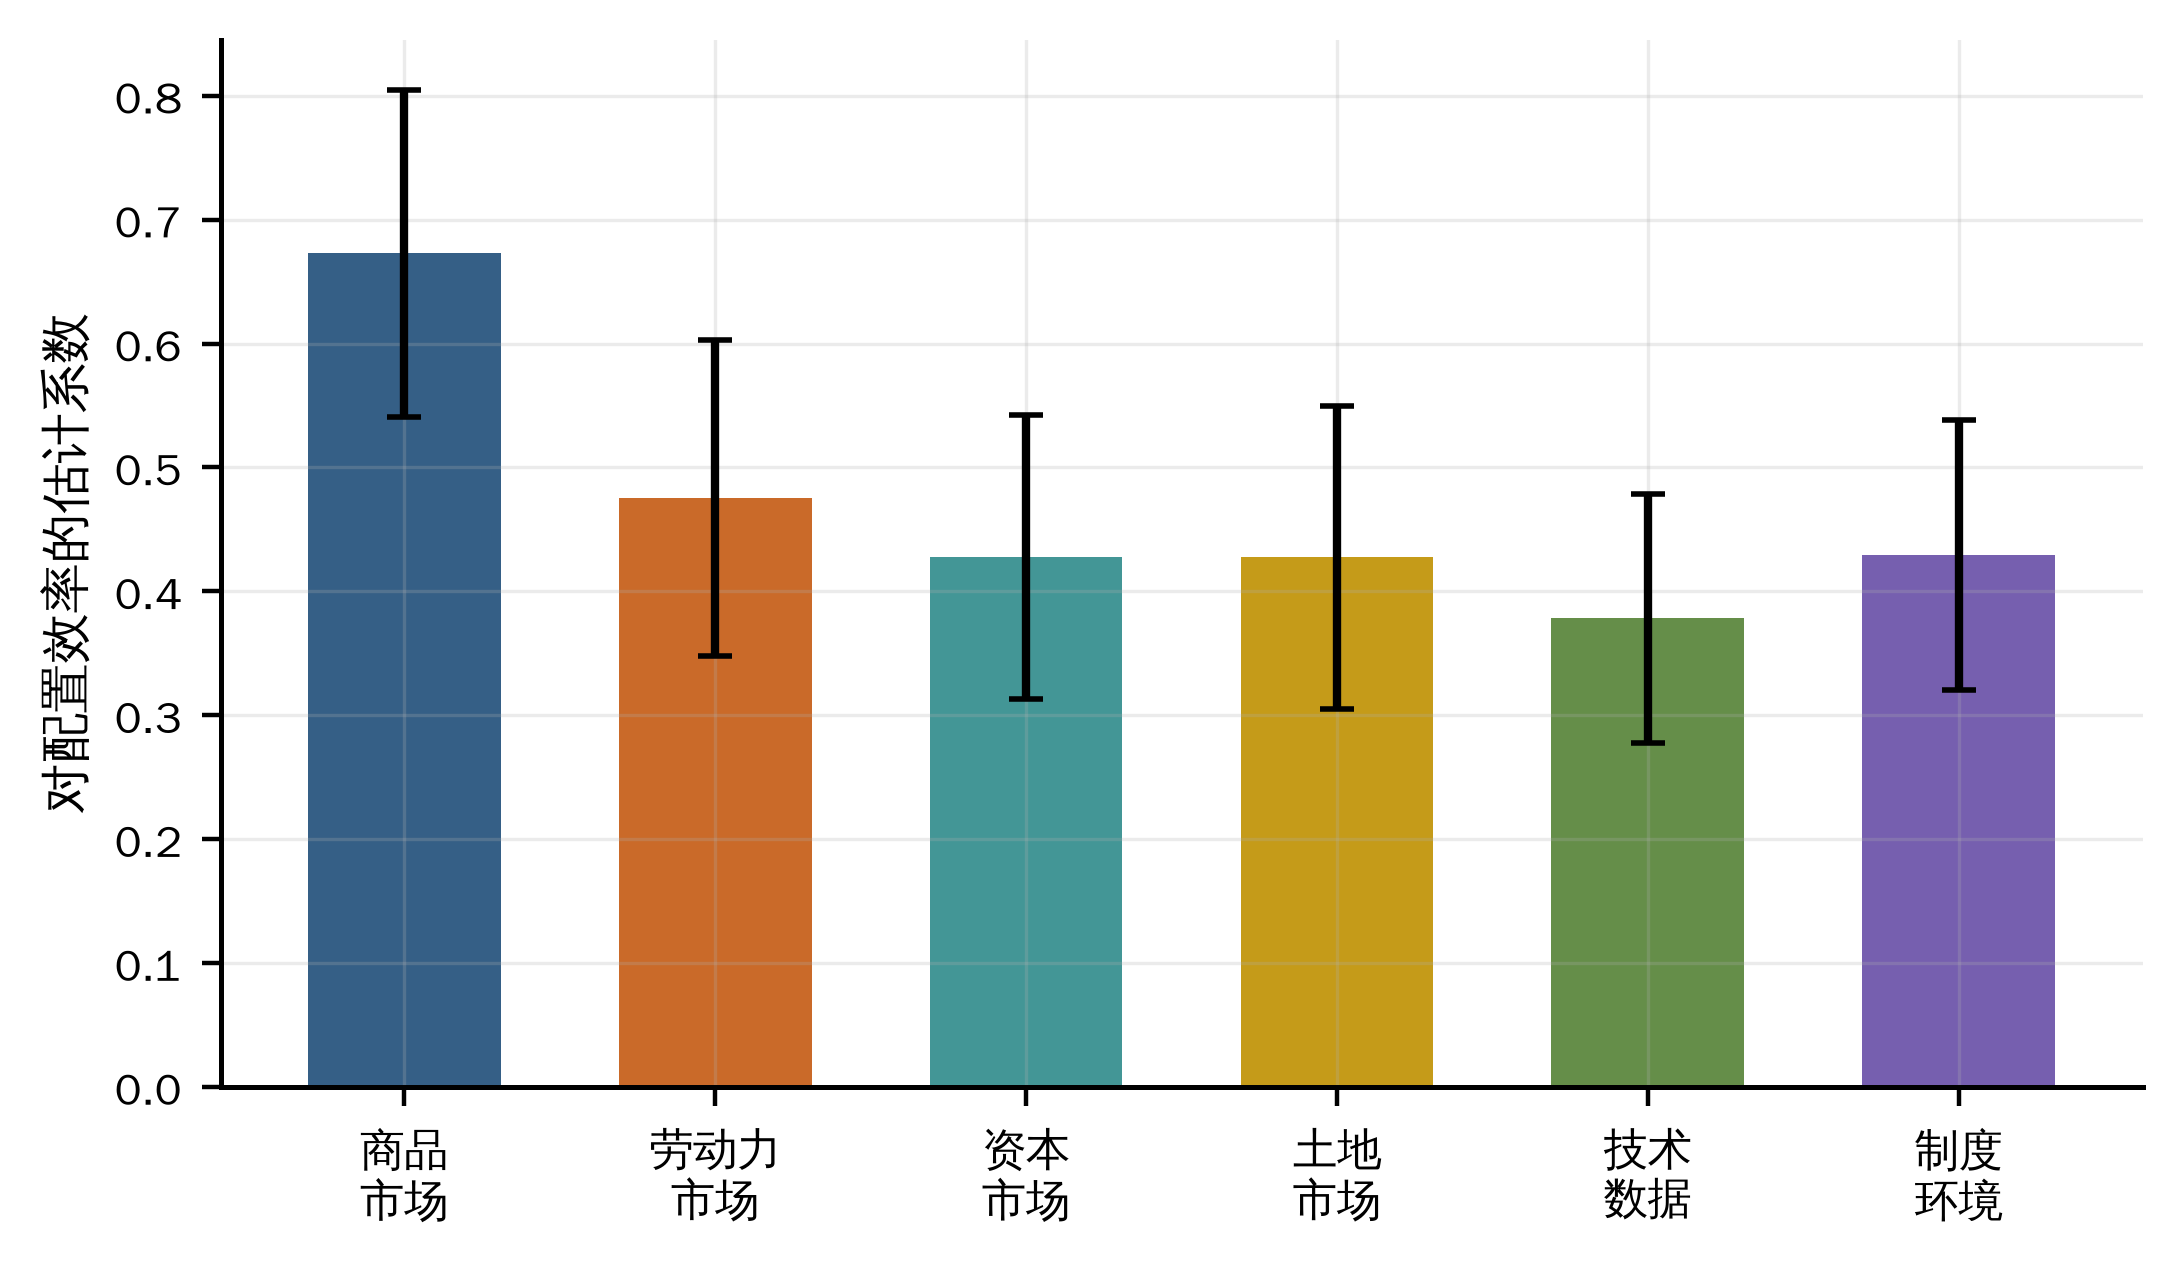 对配置效率的估计系数
0.8
0.7
0.6
0.5
0.4
0.3
0.2
0.1
0.0
商品
市场
劳动力
市场
资本
市场
土地
市场
技术
数据
制度
环境